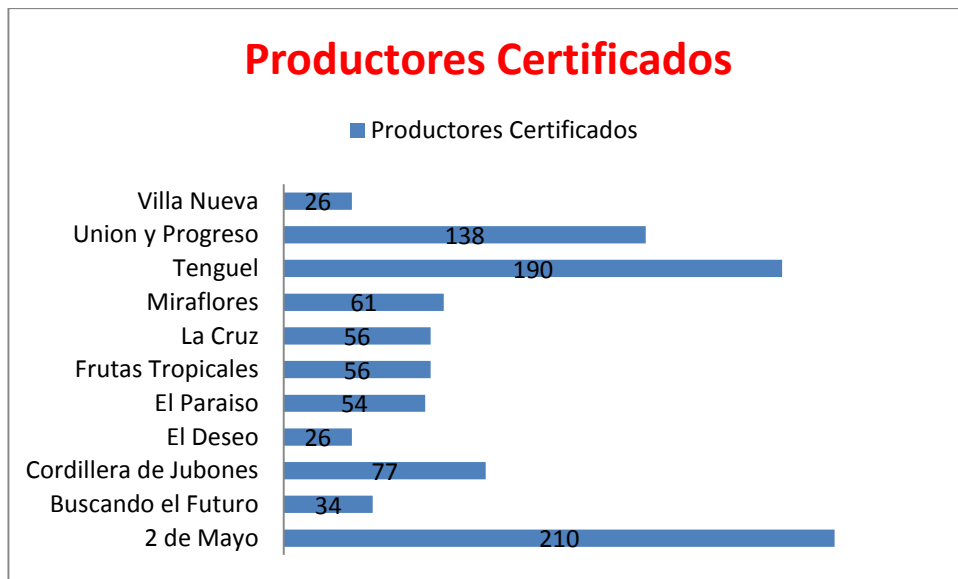 Productores Certificados
Productores Certificados
Villa Nueva 26
Union y Progreso 138
Tenguel 190
Miraflores 61
La Cruz 56
Frutas Tropicales 56
El Paraiso 54
El Deseo 26
Cordillera de Jubones 77
Buscando el Futuro 34
2 de Mayo 210